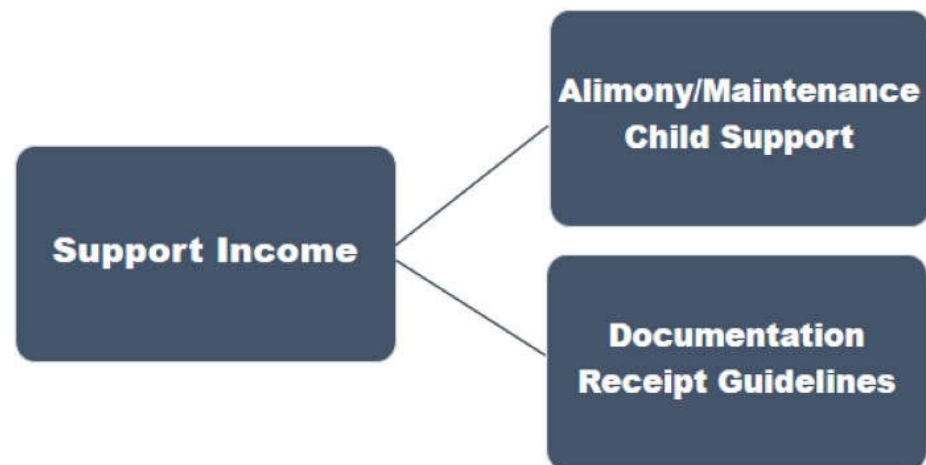 Support Income
Alimony/Maintenance
Child Support
Documentation
Receipt Guidelines